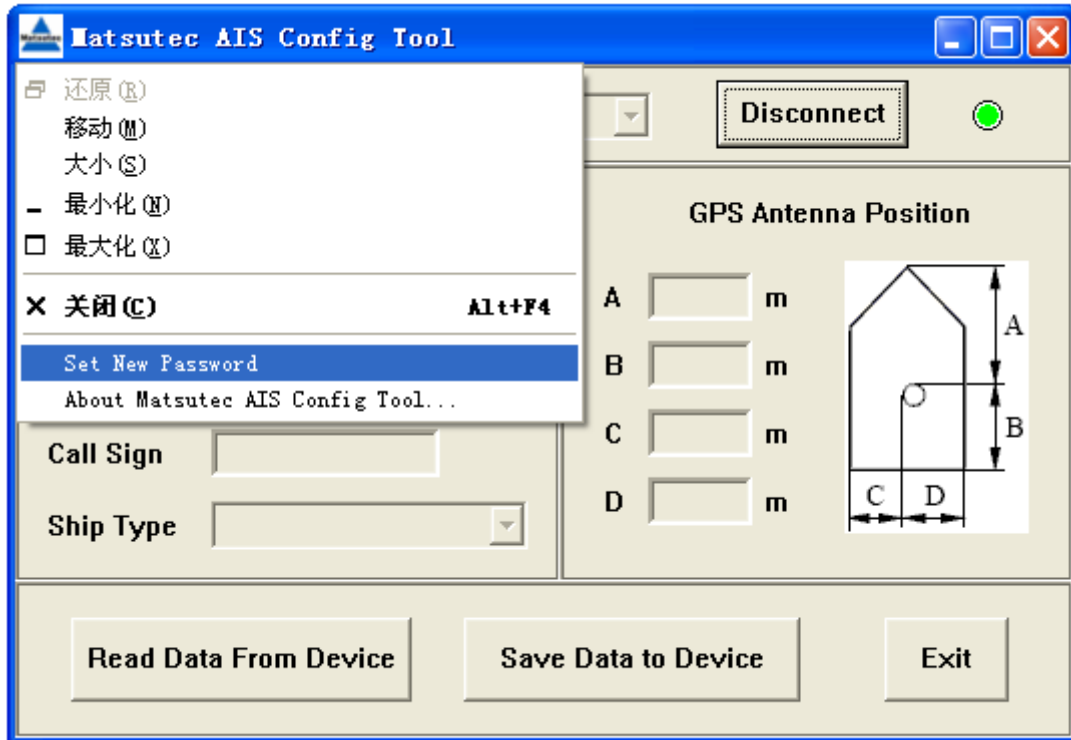 Matsutec AIS Config Tool
还原(R)
移动(M)
大小(S)
最小化(N)
最大化(X)
关闭(C) Alt+F4
Set New Password
About Matsutec AIS Config Tool...
Disconnect
Call Sign
Ship Type
GPS Antenna Position
A m
B m
C m
D m
A
B
C D
Read Data From Device
Save Data to Device
Exit